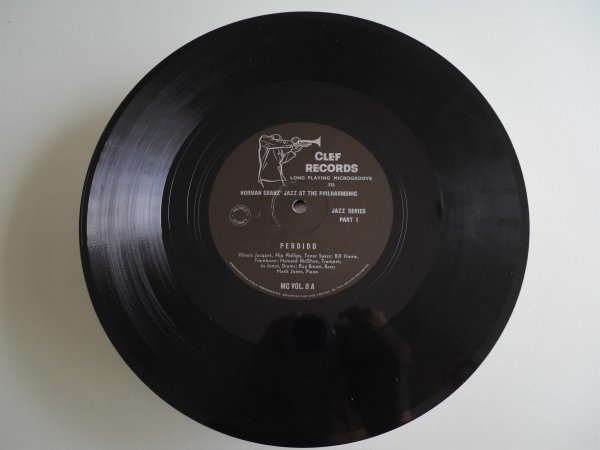 CLEF
RECORDS
LONG PLAYING MICROGROOVE
NORMAN GRANZ' JAZZ AT THE PHILHARMONIC
JAZZ SERIES
PART 1
PERDIDO
Illinois Jacquet, Flip Phillips, Tenor Saxes; Bill Harris,
Trombone; Howard McGhee, Trumpet;
Jo Jones, Drums; Ray Brown, Bass;
Hank Jones, Piano
MG VOL. 8 A